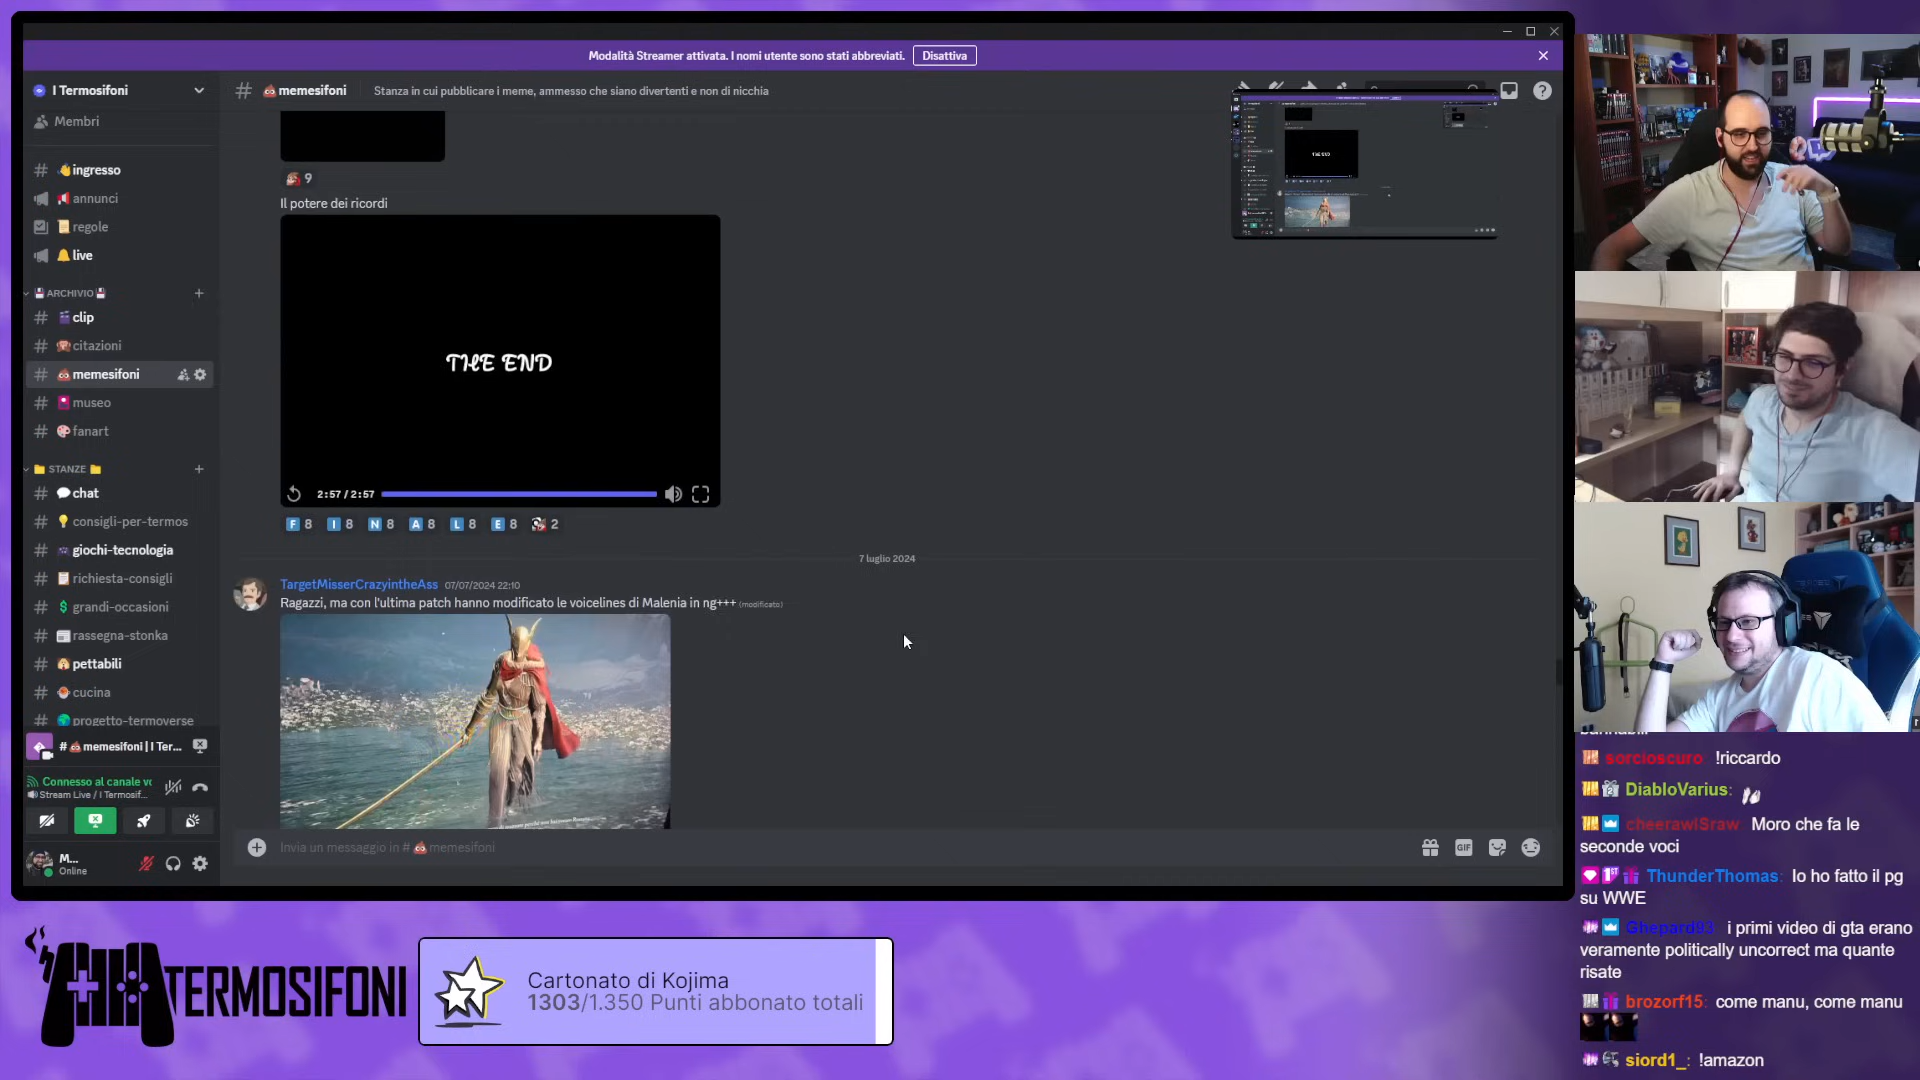 Modalità Streamer attivata. I nomi utente sono stati abbreviati. Disattiva
I Termosifoni
Membri
ingresso
annunci
regole
live
ARCHIVIO
clip
citazioni
memesifoni
museo
fanart
STANZE
chat
consigli-per-termos
giochi-tecnologia
richiesta-consigli
grandi-occasioni
rassegna-stonka
pettabili
cucina
progetto-termoverse
# memesifoni | I Ter...
Connesso al canale vc
Stream Live / I Termosif...
M...
Online
memesifoni Stanza in cui pubblicare i meme, ammesso che siano divertenti e non di nicchia
9
Il potere dei ricordi
THE END
2:57 / 2:57
F 8 I 8 N 8 A 8 L 8 E 8 2
7 luglio 2024
TargetMisserCrazyintheAss 07/07/2024 22:10
Ragazzi, ma con l'ultima patch hanno modificato le voicelines di Malenia in ng+++ (modificato)
Invia un messaggio in # memesifoni
GIF
sorcioscuro: !riccardo
DiabloVarius:
cheerawlSraw: Moro che fa le
seconde voci
ThunderThomas: Io ho fatto il pg
su WWE
Ghepard93: i primi video di gta erano
veramente politically uncorrect ma quante
risate
brozorf15: come manu, come manu
siord1_: !amazon
TERMOSIFONI
Cartonato di Kojima
1303/1.350 Punti abbonato totali